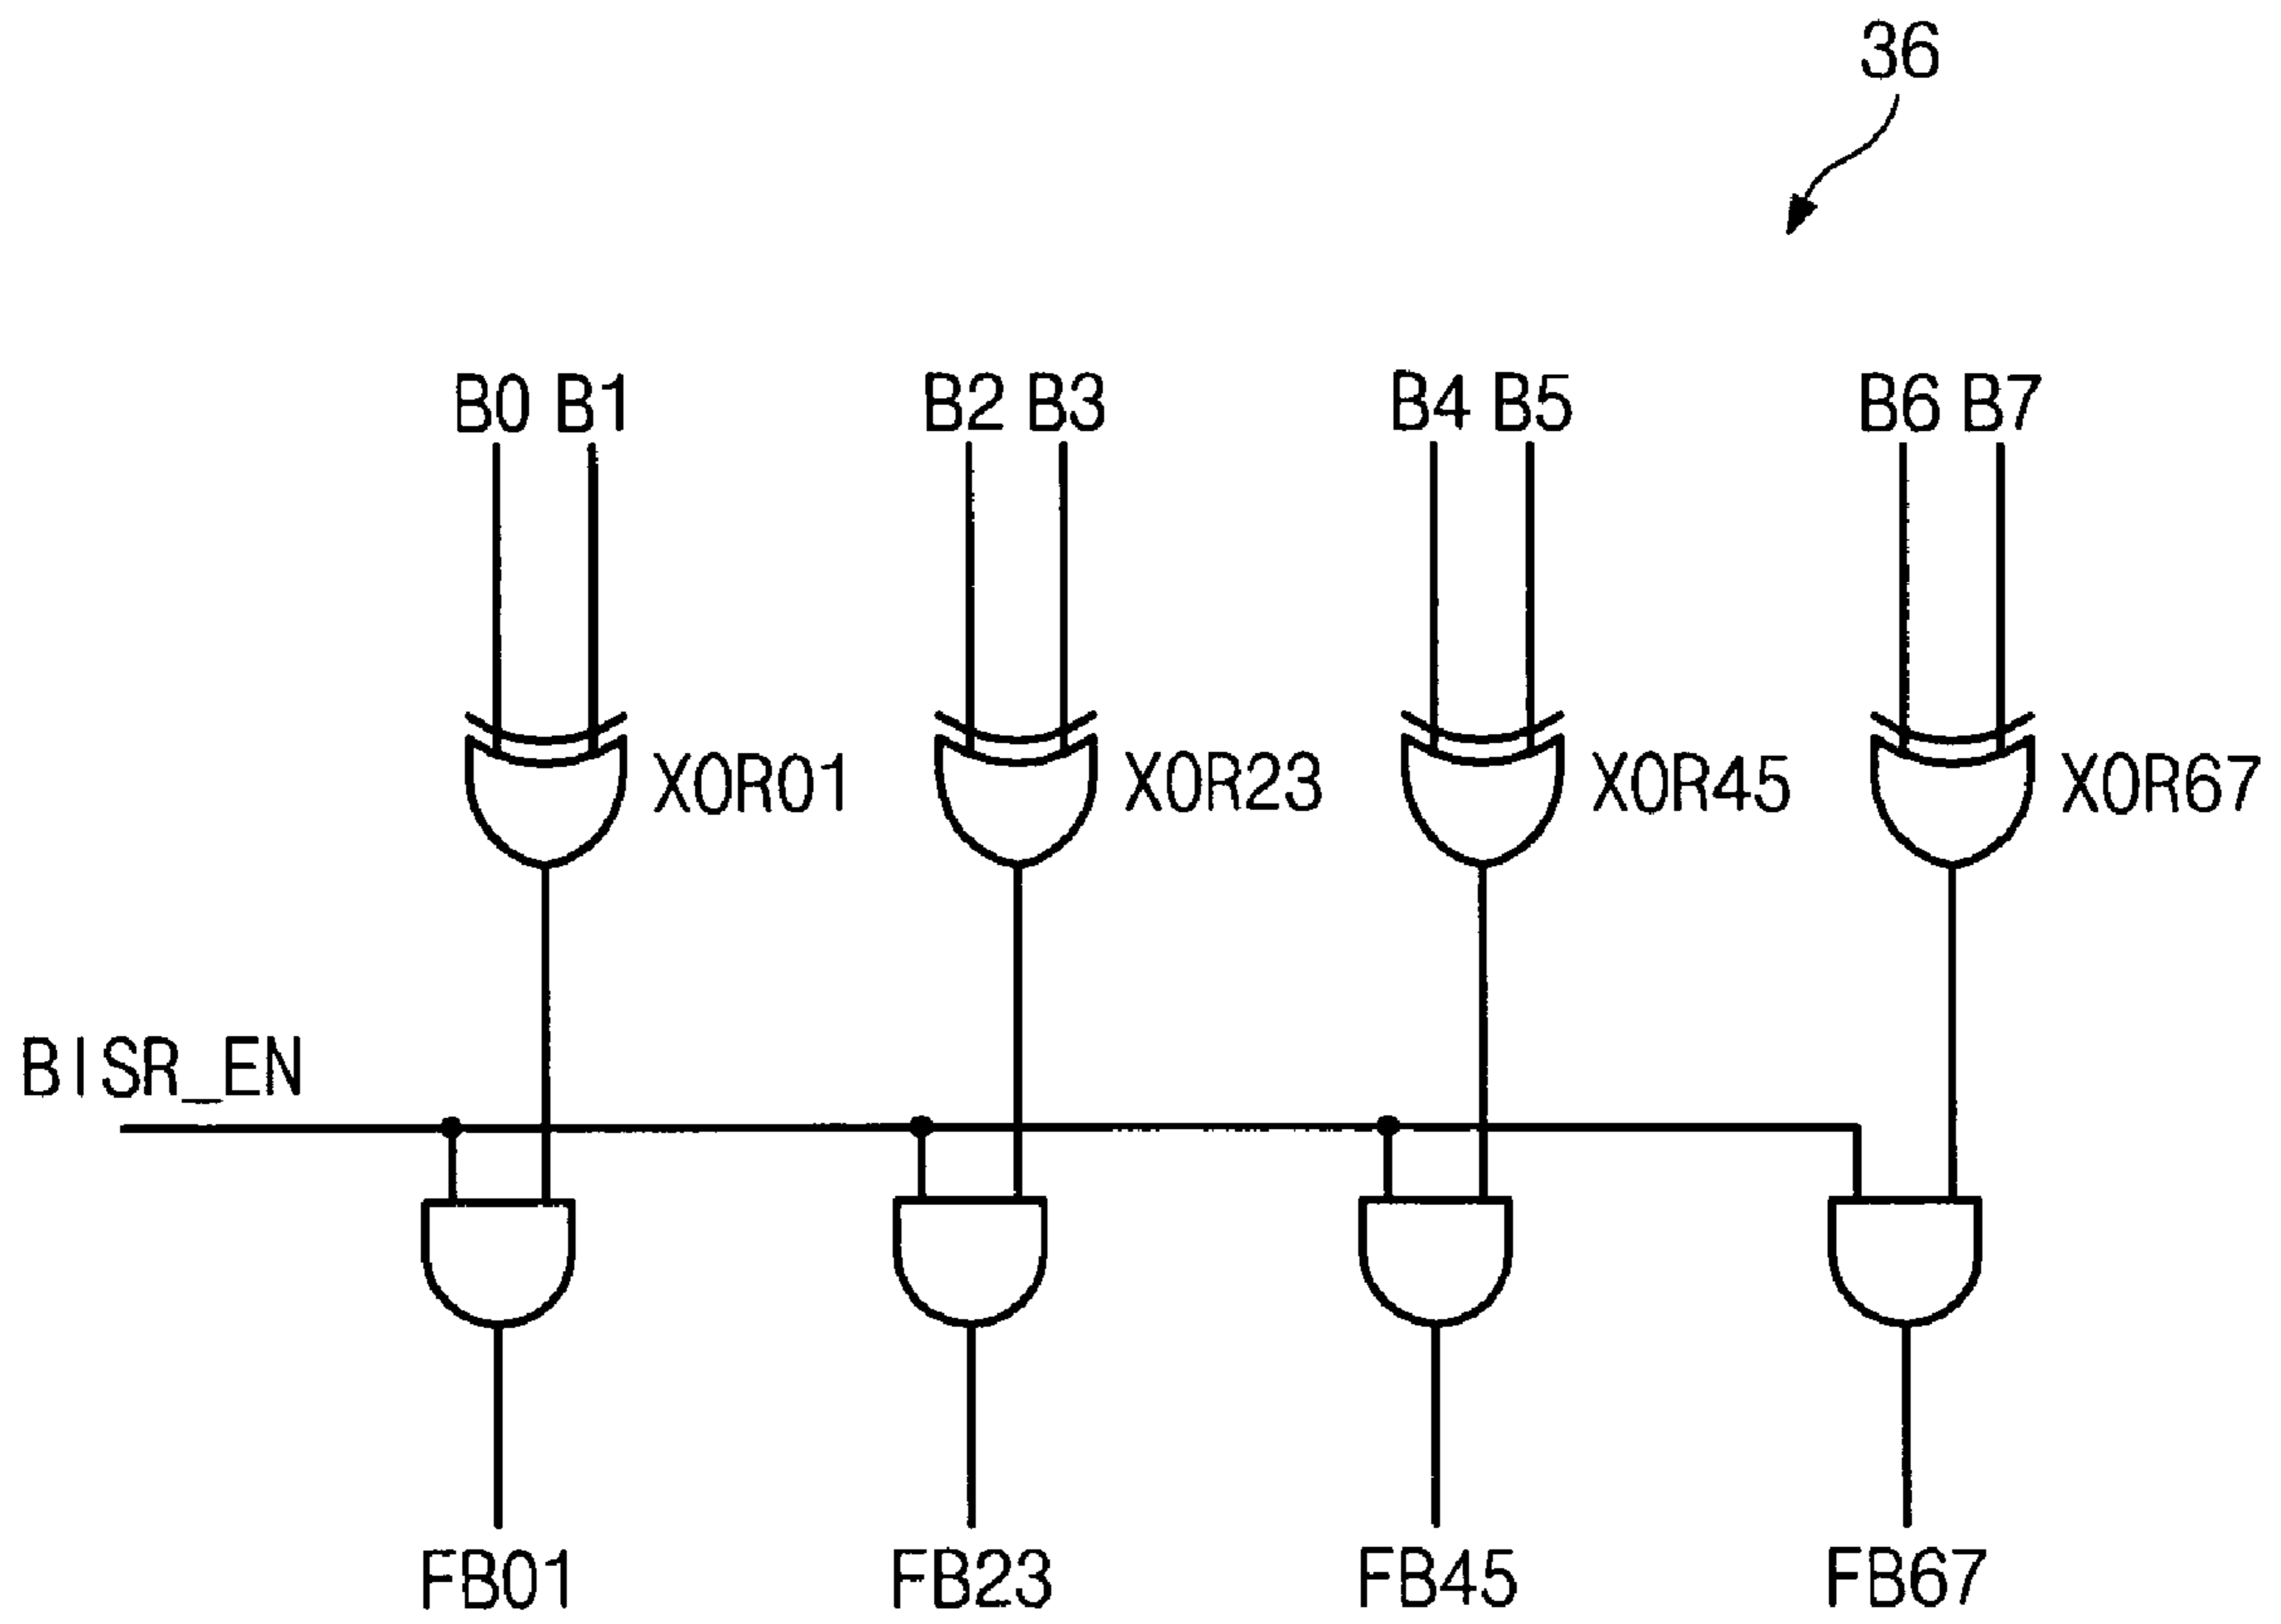 36
B0 B1 B2 B3 B4 B5 B6 B7
XOR01 XOR23 XOR45 XOR67
BISR_EN
FB01 FB23 FB45 FB67